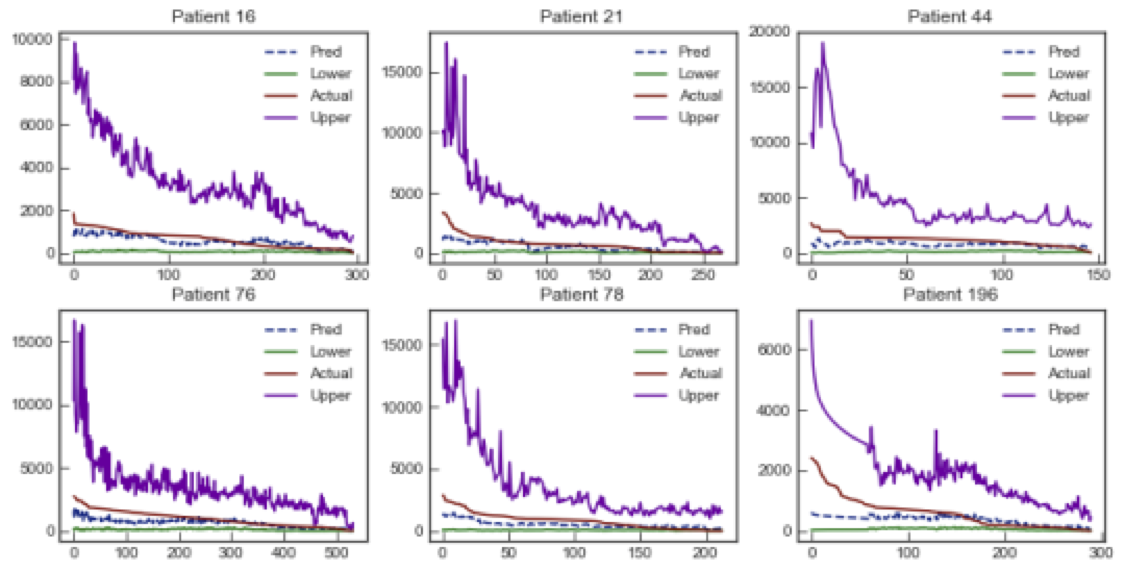 Patient 16
10000
8000
6000
4000
2000
0
0 100 200 300
Pred
Lower
Actual
Upper
Patient 21
15000
10000
5000
0
0 50 100 150 200 250
Pred
Lower
Actual
Upper
Patient 44
20000
15000
10000
5000
0
0 50 100 150
Pred
Lower
Actual
Upper
Patient 76
15000
10000
5000
0
0 100 200 300 400 500
Pred
Lower
Actual
Upper
Patient 78
15000
10000
5000
0
0 50 100 150 200
Pred
Lower
Actual
Upper
Patient 196
6000
4000
2000
0
0 100 200 300
Pred
Lower
Actual
Upper